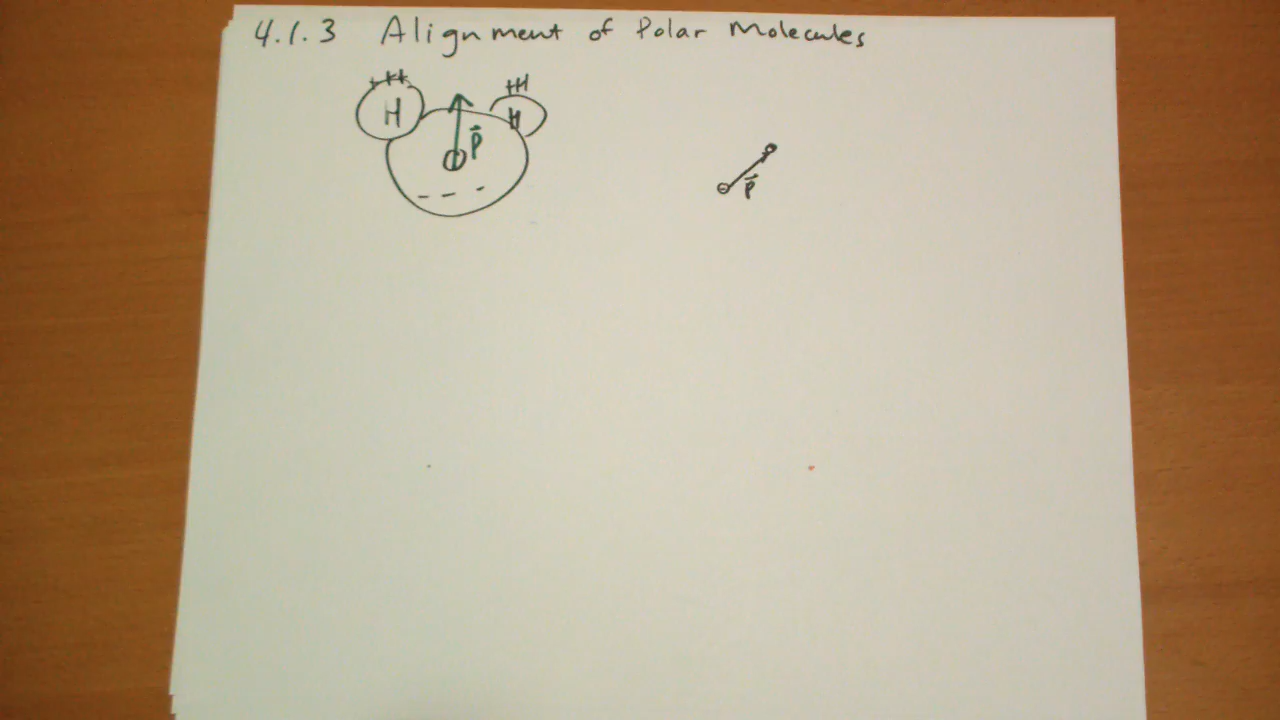 4.1.3 Alignment of Polar Molecules
+++ +++
H H
p⃗
- - -
p⃗